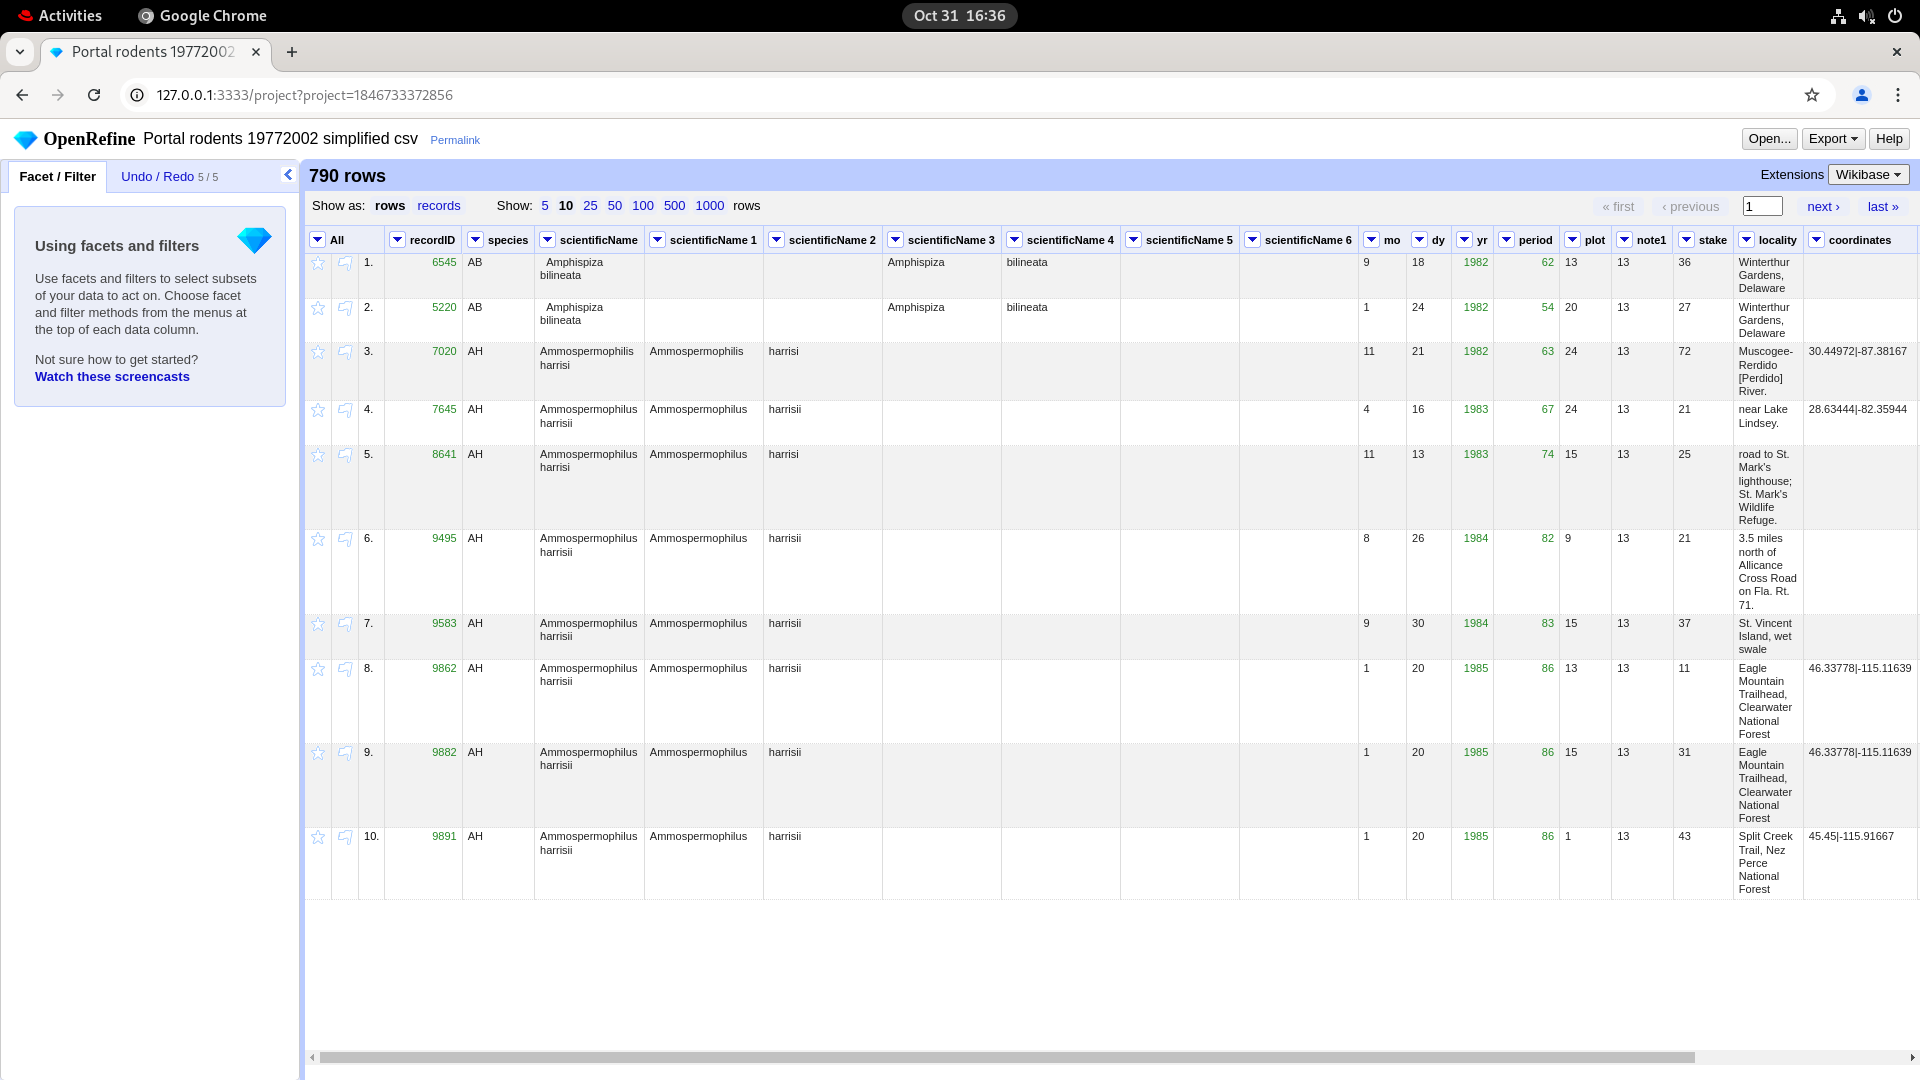 Activities
Google Chrome
Oct 31 16:36
Portal rodents 19772002
127.0.0.1:3333/project?project=1846733372856
OpenRefine Portal rodents 19772002 simplified csv Permalink
Open... Export Help
Facet / Filter Undo / Redo 5 / 5
790 rows
Extensions Wikibase
Show as: rows records Show: 5 10 25 50 100 500 1000 rows
« first ‹ previous 1 next › last »
Using facets and filters
Use facets and filters to select subsets
of your data to act on. Choose facet
and filter methods from the menus at
the top of each data column.
Not sure how to get started?
Watch these screencasts
All recordID species scientificName scientificName 1 scientificName 2 scientificName 3 scientificName 4 scientificName 5 scientificName 6 mo dy yr period plot note1 stake locality coordinates
1. 6545 AB Amphispiza Amphispiza bilineata 9 18 1982 62 13 13 36 Winterthur
bilineata Gardens,
Delaware
2. 5220 AB Amphispiza Amphispiza bilineata 1 24 1982 54 20 13 27 Winterthur
bilineata Gardens,
Delaware
3. 7020 AH Ammospermophilis Ammospermophilis harrisi 11 21 1982 63 24 13 72 Muscogee- 30.44972|-87.38167
harrisi Rerdido
[Perdido]
River.
4. 7645 AH Ammospermophilus Ammospermophilus harrisii 4 16 1983 67 24 13 21 near Lake 28.63444|-82.35944
harrisii Lindsey.
5. 8641 AH Ammospermophilus Ammospermophilus harrisi 11 13 1983 74 15 13 25 road to St.
harrisi Mark's
lighthouse;
St. Mark's
Wildlife
Refuge.
6. 9495 AH Ammospermophilus Ammospermophilus harrisii 8 26 1984 82 9 13 21 3.5 miles
harrisii north of
Allicance
Cross Road
on Fla. Rt.
71.
7. 9583 AH Ammospermophilus Ammospermophilus harrisii 9 30 1984 83 15 13 37 St. Vincent
harrisii Island, wet
swale
8. 9862 AH Ammospermophilus Ammospermophilus harrisii 1 20 1985 86 13 13 11 Eagle 46.33778|-115.11639
harrisii Mountain
Trailhead,
Clearwater
National
Forest
9. 9882 AH Ammospermophilus Ammospermophilus harrisii 1 20 1985 86 15 13 31 Eagle 46.33778|-115.11639
harrisii Mountain
Trailhead,
Clearwater
National
Forest
10. 9891 AH Ammospermophilus Ammospermophilus harrisii 1 20 1985 86 1 13 43 Split Creek 45.45|-115.91667
harrisii Trail, Nez
Perce
National
Forest